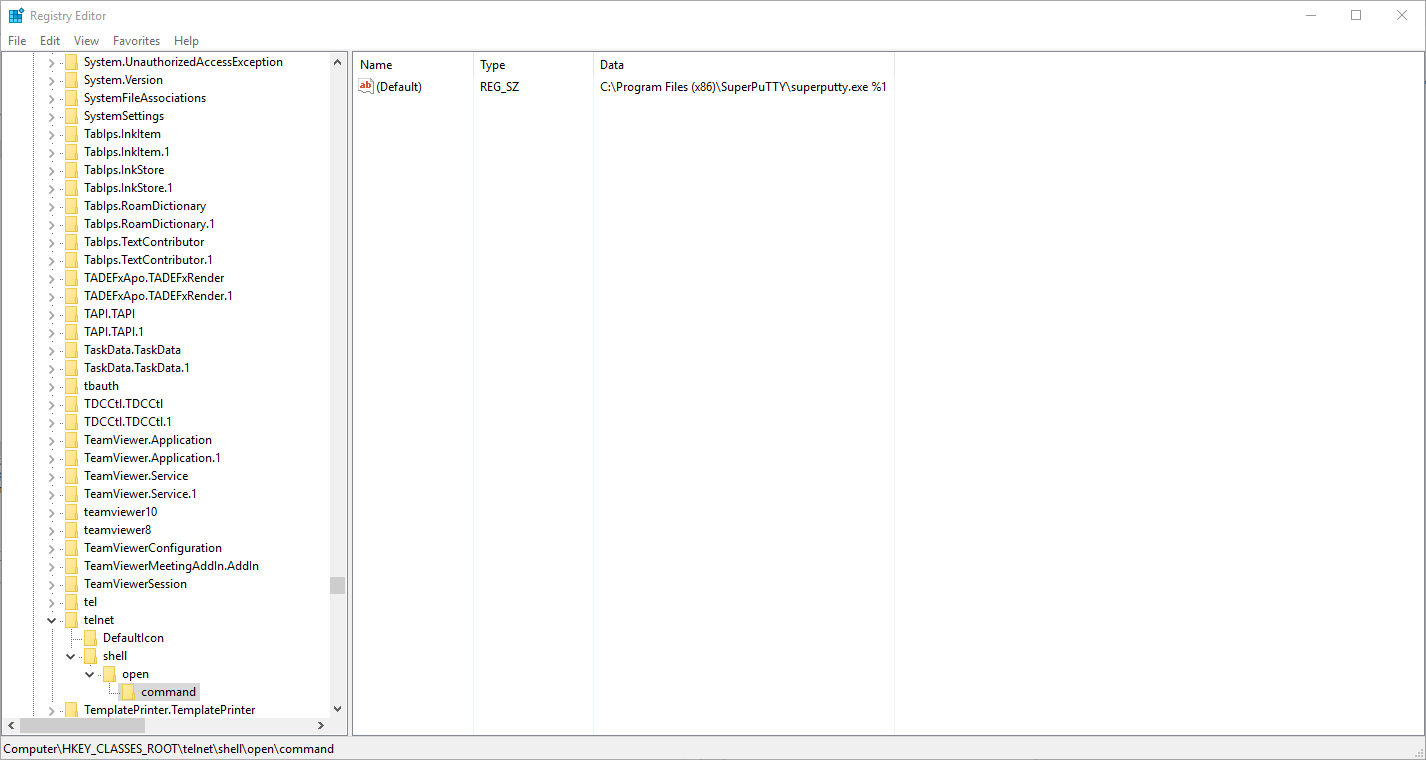 Registry Editor
File Edit View Favorites Help
System.UnauthorizedAccessException
System.Version
SystemFileAssociations
SystemSettings
TabIps.InkItem
TabIps.InkItem.1
TabIps.InkStore
TabIps.InkStore.1
TabIps.RoamDictionary
TabIps.RoamDictionary.1
TabIps.TextContributor
TabIps.TextContributor.1
TADEFxApo.TADEFxRender
TADEFxApo.TADEFxRender.1
TAPI.TAPI
TAPI.TAPI.1
TaskData.TaskData
TaskData.TaskData.1
tbauth
TDCCtl.TDCCtl
TDCCtl.TDCCtl.1
TeamViewer.Application
TeamViewer.Application.1
TeamViewer.Service
TeamViewer.Service.1
teamviewer10
teamviewer8
TeamViewerConfiguration
TeamViewerMeetingAddIn.AddIn
TeamViewerSession
tel
telnet
DefaultIcon
shell
open
command
TemplatePrinter.TemplatePrinter
Name Type Data
ab (Default) REG_SZ C:\Program Files (x86)\SuperPuTTY\superputty.exe %1
Computer\HKEY_CLASSES_ROOT\telnet\shell\open\command